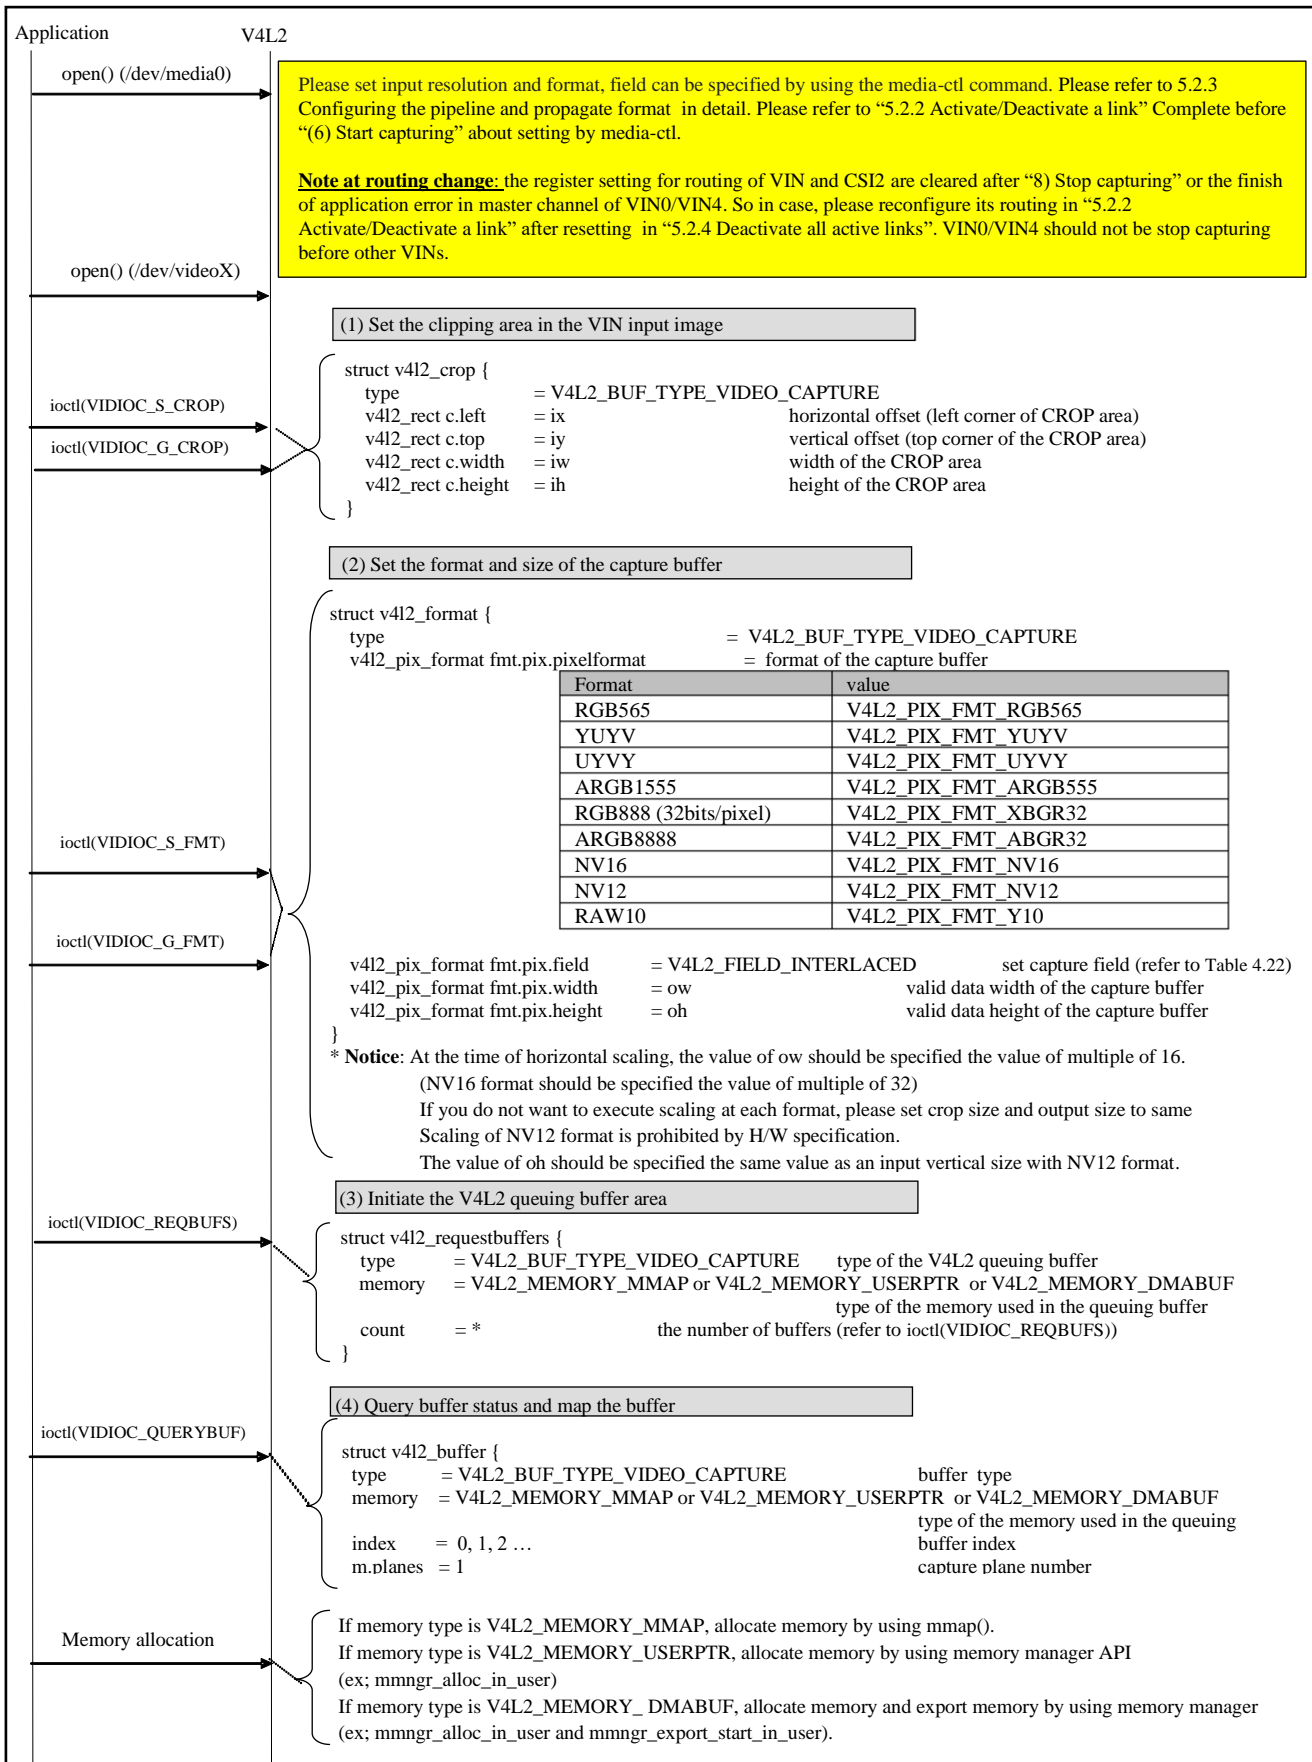 Application
V4L2
open() (/dev/media0)
Please set input resolution and format, field can be specified by using the media-ctl command. Please refer to 5.2.3
Configuring the pipeline and propagate format in detail. Please refer to “5.2.2 Activate/Deactivate a link” Complete before
“(6) Start capturing” about setting by media-ctl.
Note at routing change: the register setting for routing of VIN and CSI2 are cleared after “8) Stop capturing” or the finish
of application error in master channel of VIN0/VIN4. So in case, please reconfigure its routing in “5.2.2
Activate/Deactivate a link” after resetting in “5.2.4 Deactivate all active links”. VIN0/VIN4 should not be stop capturing
before other VINs.
open() (/dev/videoX)
(1) Set the clipping area in the VIN input image
struct v4l2_crop {
type = V4L2_BUF_TYPE_VIDEO_CAPTURE
ioctl(VIDIOC_S_CROP)
v4l2_rect c.left = ix horizontal offset (left corner of CROP area)
v4l2_rect c.top = iy vertical offset (top corner of the CROP area)
ioctl(VIDIOC_G_CROP)
v4l2_rect c.width = iw width of the CROP area
v4l2_rect c.height = ih height of the CROP area
}
(2) Set the format and size of the capture buffer
struct v4l2_format {
type = V4L2_BUF_TYPE_VIDEO_CAPTURE
v4l2_pix_format fmt.pix.pixelformat = format of the capture buffer
Format value
RGB565 V4L2_PIX_FMT_RGB565
YUYV V4L2_PIX_FMT_YUYV
UYVY V4L2_PIX_FMT_UYVY
ARGB1555 V4L2_PIX_FMT_ARGB555
RGB888 (32bits/pixel) V4L2_PIX_FMT_XBGR32
ARGB8888 V4L2_PIX_FMT_ABGR32
NV16 V4L2_PIX_FMT_NV16
NV12 V4L2_PIX_FMT_NV12
RAW10 V4L2_PIX_FMT_Y10
ioctl(VIDIOC_S_FMT)
ioctl(VIDIOC_G_FMT)
v4l2_pix_format fmt.pix.field = V4L2_FIELD_INTERLACED set capture field (refer to Table 4.22)
v4l2_pix_format fmt.pix.width = ow valid data width of the capture buffer
v4l2_pix_format fmt.pix.height = oh valid data height of the capture buffer
}
* Notice: At the time of horizontal scaling, the value of ow should be specified the value of multiple of 16.
(NV16 format should be specified the value of multiple of 32)
If you do not want to execute scaling at each format, please set crop size and output size to same
Scaling of NV12 format is prohibited by H/W specification.
The value of oh should be specified the same value as an input vertical size with NV12 format.
(3) Initiate the V4L2 queuing buffer area
ioctl(VIDIOC_REQBUFS)
struct v4l2_requestbuffers {
type = V4L2_BUF_TYPE_VIDEO_CAPTURE type of the V4L2 queuing buffer
memory = V4L2_MEMORY_MMAP or V4L2_MEMORY_USERPTR or V4L2_MEMORY_DMABUF
type of the memory used in the queuing buffer
count = * the number of buffers (refer to ioctl(VIDIOC_REQBUFS))
}
(4) Query buffer status and map the buffer
ioctl(VIDIOC_QUERYBUF)
struct v4l2_buffer {
type = V4L2_BUF_TYPE_VIDEO_CAPTURE buffer type
memory = V4L2_MEMORY_MMAP or V4L2_MEMORY_USERPTR or V4L2_MEMORY_DMABUF
type of the memory used in the queuing
index = 0, 1, 2 … buffer index
m.planes = 1 capture plane number
Memory allocation
If memory type is V4L2_MEMORY_MMAP, allocate memory by using mmap().
If memory type is V4L2_MEMORY_USERPTR, allocate memory by using memory manager API
(ex; mmngr_alloc_in_user)
If memory type is V4L2_MEMORY_ DMABUF, allocate memory and export memory by using memory manager
(ex; mmngr_alloc_in_user and mmngr_export_start_in_user).